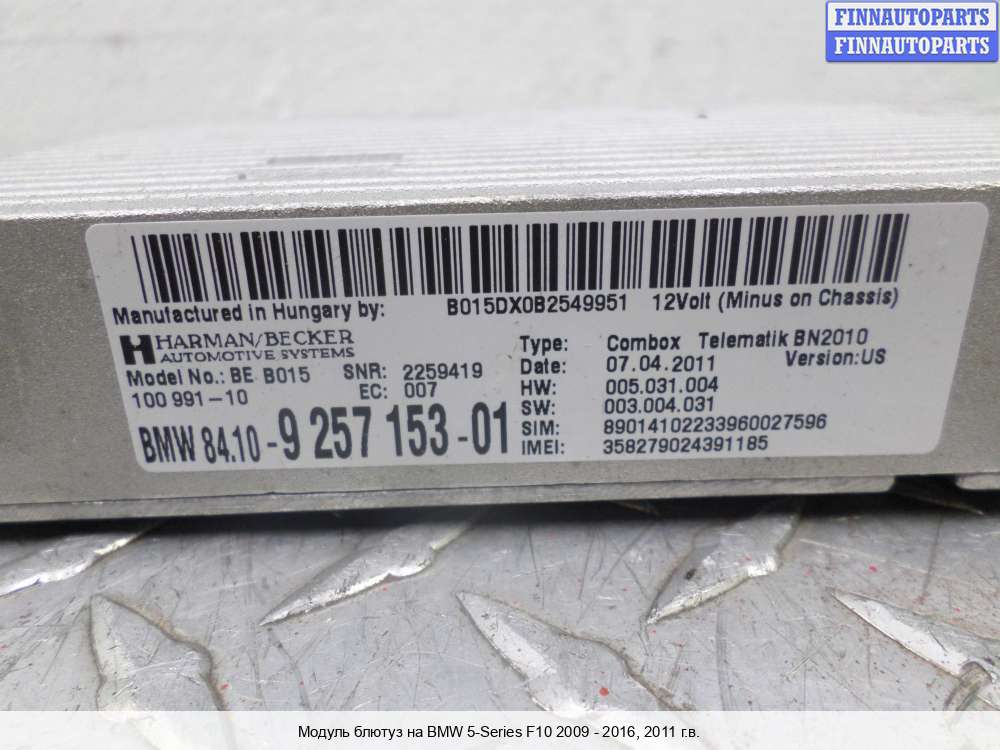 FINNAUTOPARTS
FINNAUTOPARTS
Manufactured in Hungary by: B015DX0B2549951 12Volt (Minus on Chassis)
HARMAN/BECKER
AUTOMOTIVE SYSTEMS
Model No.: BE B015 SNR: 2259419
100 991-10 EC: 007
BMW 84.10-9 257 153-01
Type: Combox Telematik BN2010
Date: 07.04.2011 Version:US
HW: 005.031.004
SW: 003.004.031
SIM: 89014102233960027596
IMEI: 358279024391185
Модуль блютуз на BMW 5-Series F10 2009 - 2016, 2011 г.в.